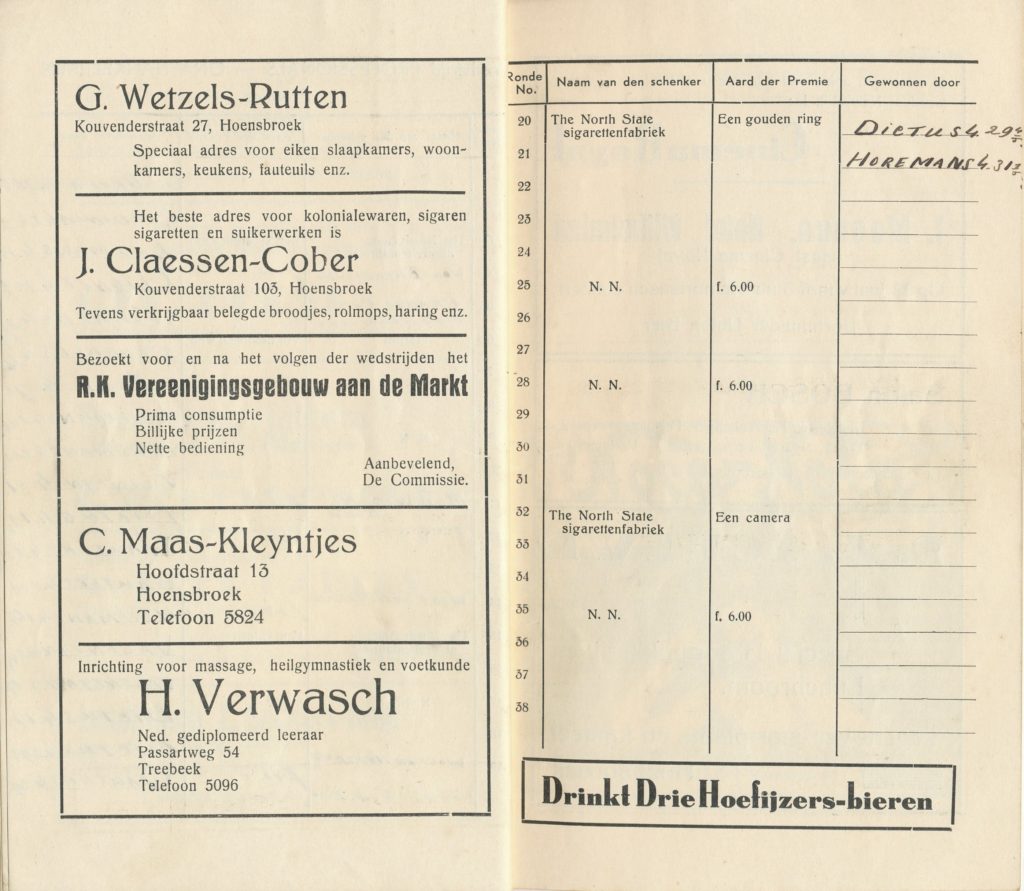 G. Wetzels-Rutten
Kouvenderstraat 27, Hoensbroek
Speciaal adres voor eiken slaapkamers, woon-
kamers, keukens, fauteuils enz.
Het beste adres voor kolonialewaren, sigaren
sigaretten en suikerwerken is
J. Claessen-Cober
Kouvenderstraat 103, Hoensbroek
Tevens verkrijgbaar belegde broodjes, rolmops, haring enz.
Bezoekt voor en na het volgen der wedstrijden het
R.K. Vereenigingsgebouw aan de Markt
Prima consumptie
Billijke prijzen
Nette bediening
Aanbevelend,
De Commissie.
C. Maas-Kleyntjes
Hoofdstraat 13
Hoensbroek
Telefoon 5824
Inrichting voor massage, heilgymnastiek en voetkunde
H. Verwasch
Ned. gediplomeerd leeraar
Passartweg 54
Treebeek
Telefoon 5096
Ronde No. Naam van den schenker Aard der Premie Gewonnen door
20 The North State sigarettenfabriek Een gouden ring DICTUS 4.29
21 HOREMANS 4.31
22
23
24
25 N. N. f. 6.00
26
27
28 N. N. f. 6.00
29
30
31
32 The North State sigarettenfabriek Een camera
33
34
35 N. N. f. 6.00
36
37
38
Drinkt Drie Hoefijzers-bieren